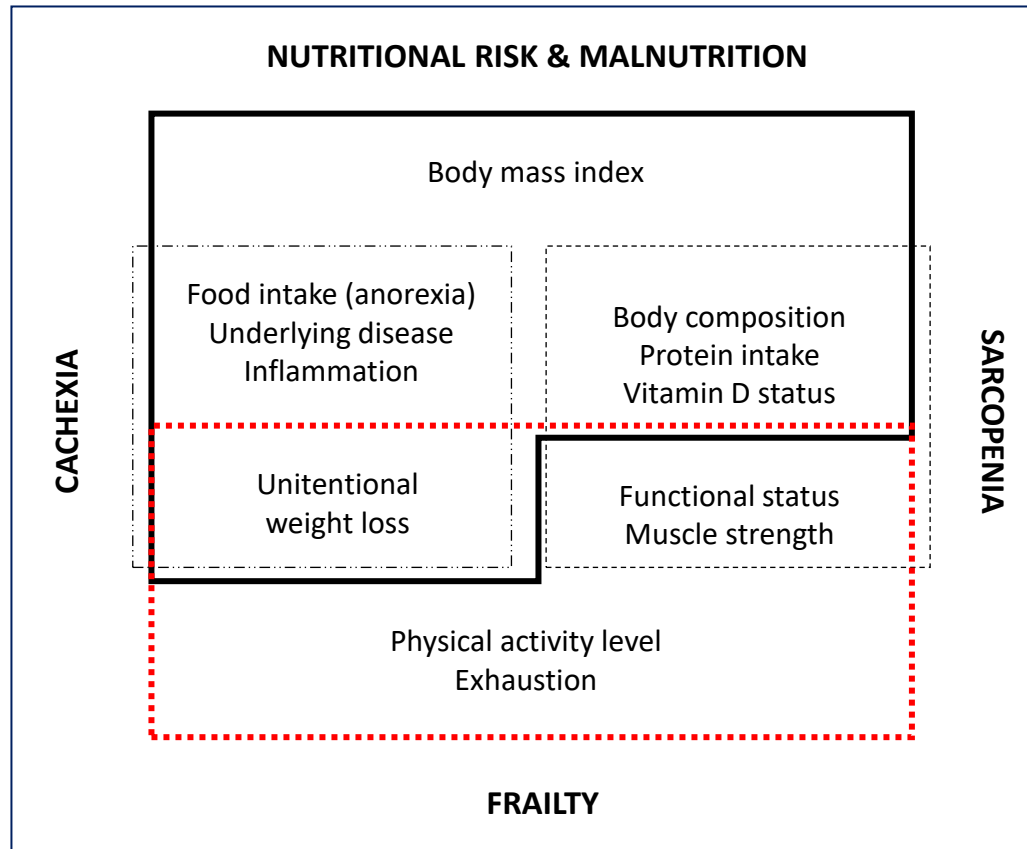 NUTRITIONAL RISK & MALNUTRITION
Body mass index
Food intake (anorexia)
Underlying disease
Inflammation
Body composition
Protein intake
Vitamin D status
CACHEXIA
SARCOPENIA
Unitentional
weight loss
Functional status
Muscle strength
Physical activity level
Exhaustion
FRAILTY